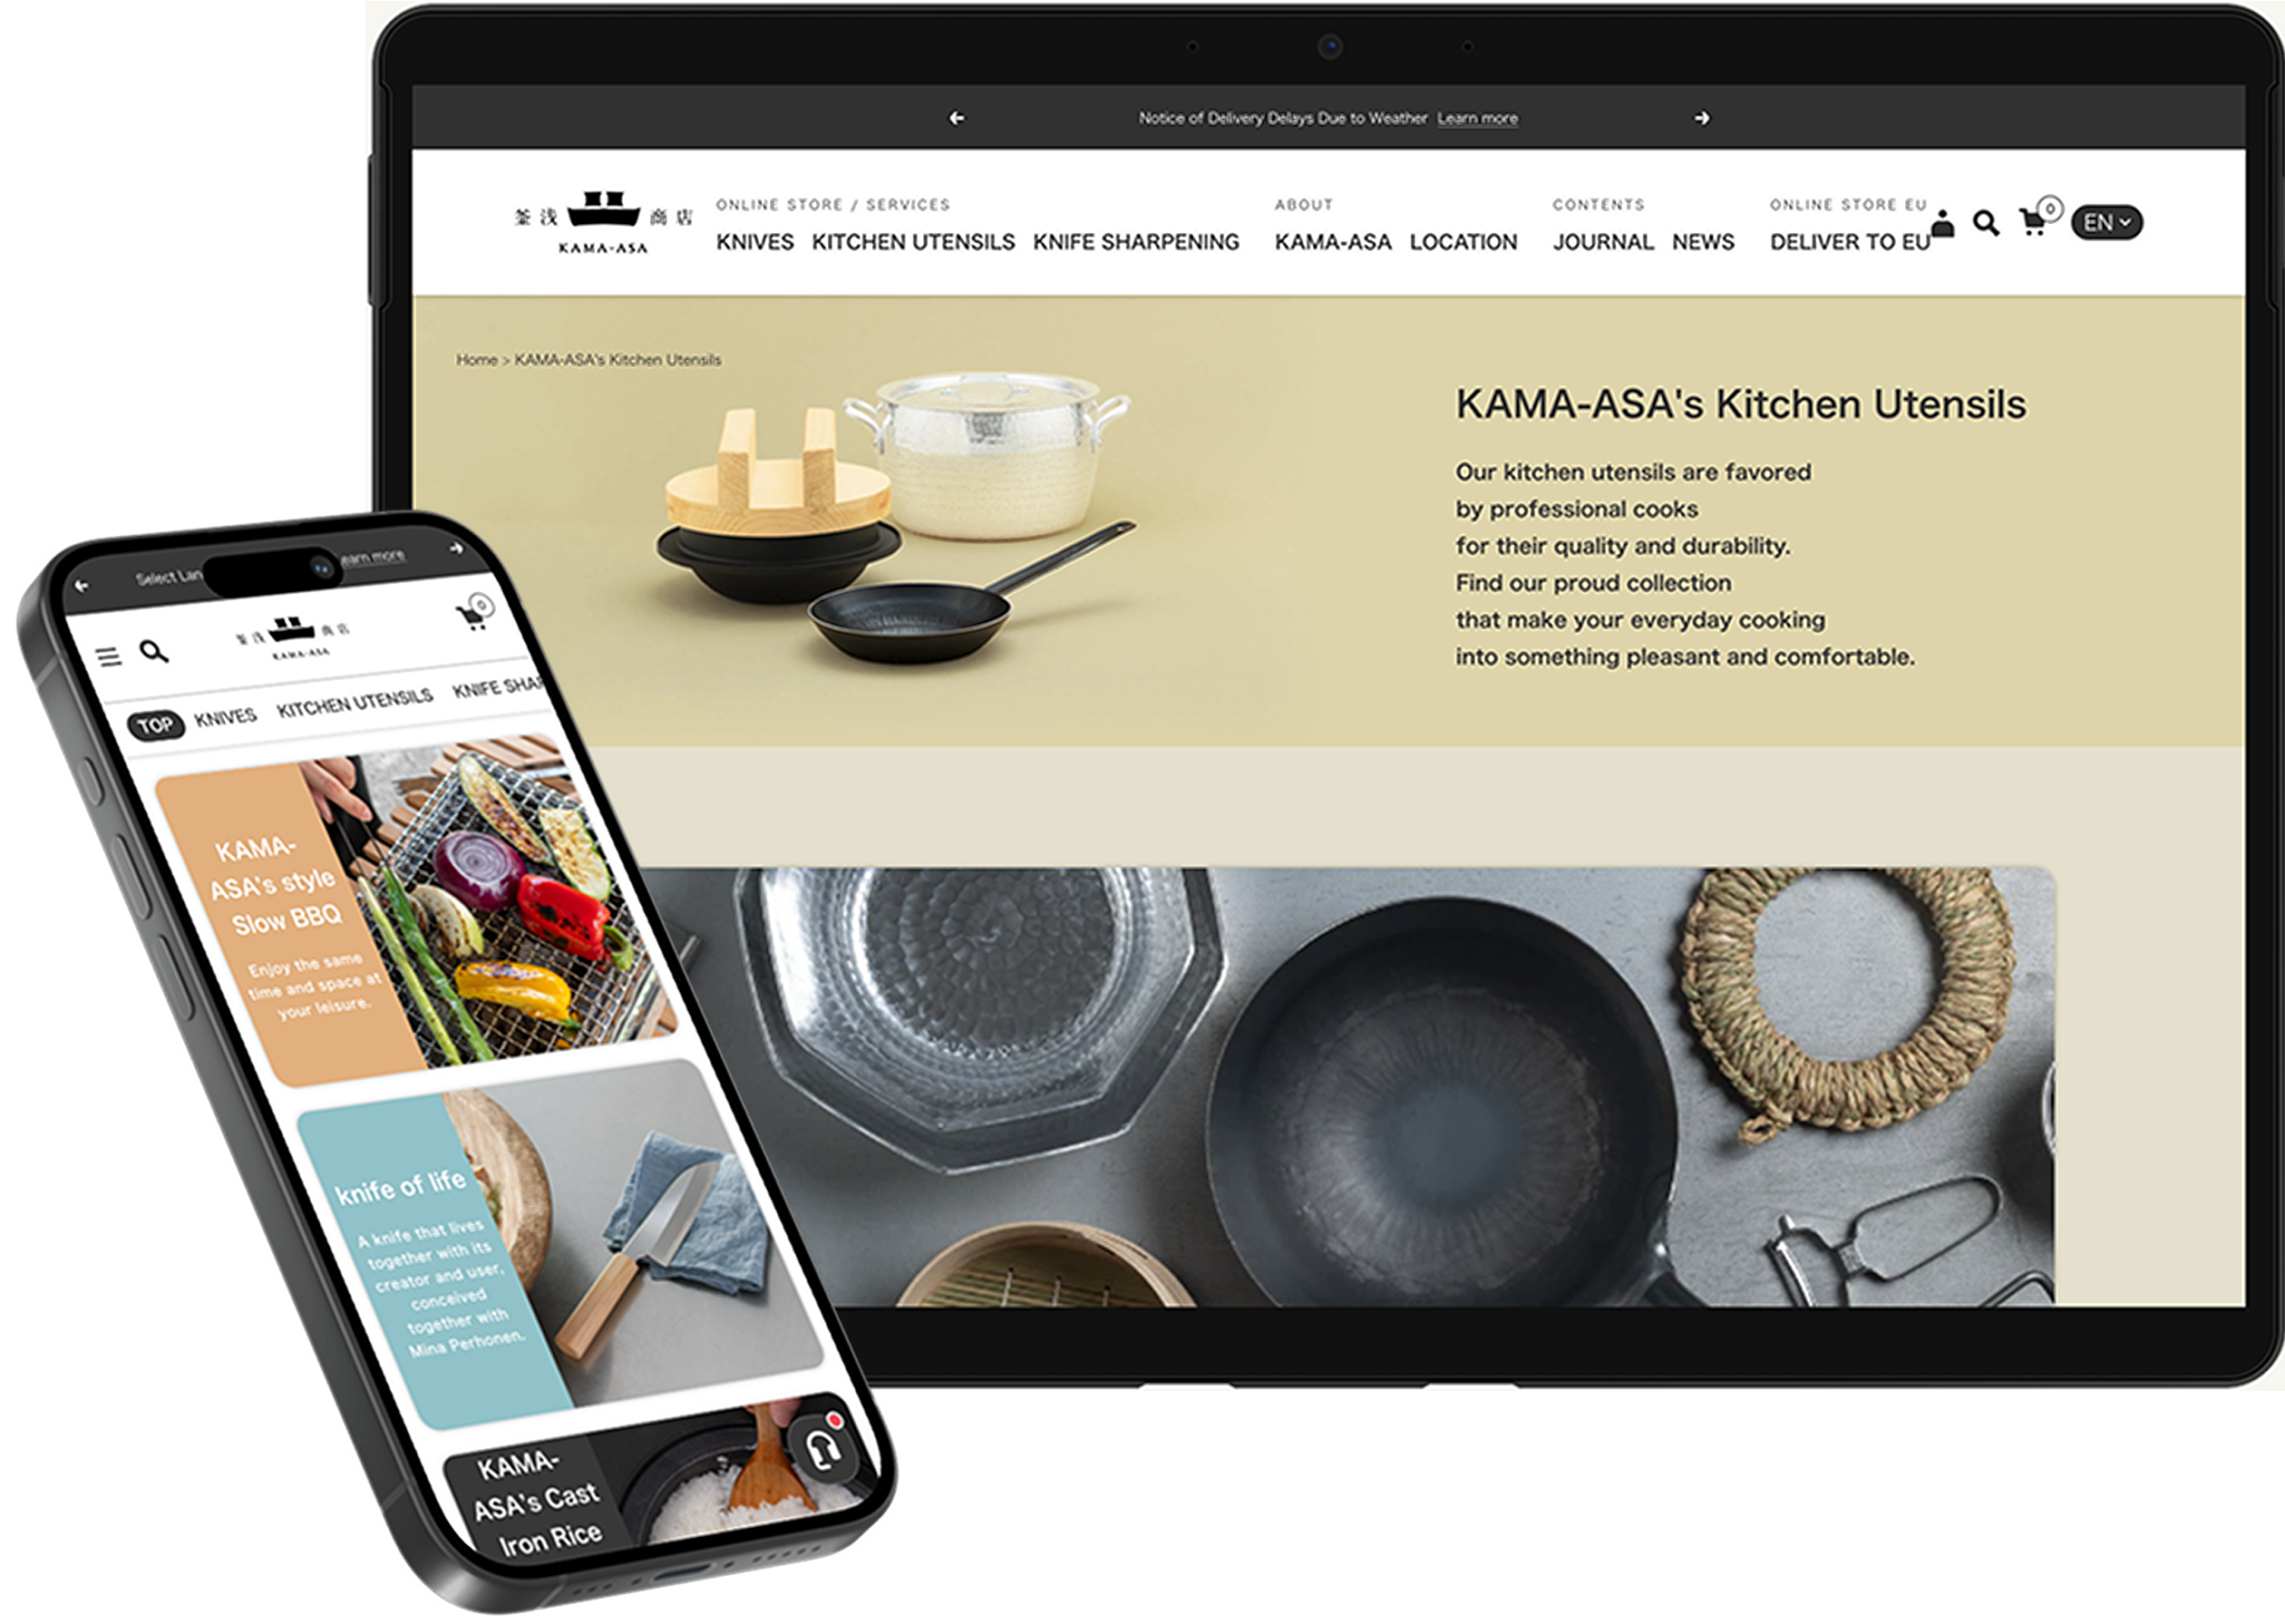 Notice of Delivery Delays Due to Weather Learn more
釜浅 商店
KAMA-ASA
ONLINE STORE / SERVICES
KNIVES KITCHEN UTENSILS KNIFE SHARPENING
ABOUT
KAMA-ASA LOCATION
CONTENTS
JOURNAL NEWS
ONLINE STORE EU
DELIVER TO EU
0
EN
Home > KAMA-ASA's Kitchen Utensils
KAMA-ASA's Kitchen Utensils
Our kitchen utensils are favored
by professional cooks
for their quality and durability.
Find our proud collection
that make your everyday cooking
into something pleasant and comfortable.
Select Lan earn more
釜浅 商店
KAMA-ASA
0
TOP KNIVES KITCHEN UTENSILS KNIFE SHAR
KAMA-
ASA's style
Slow BBQ
Enjoy the same
time and space at
your leisure.
knife of life
A knife that lives
together with its
creator and user,
conceived
together with
Mina Perhonen.
KAMA-
ASA's Cast
Iron Rice